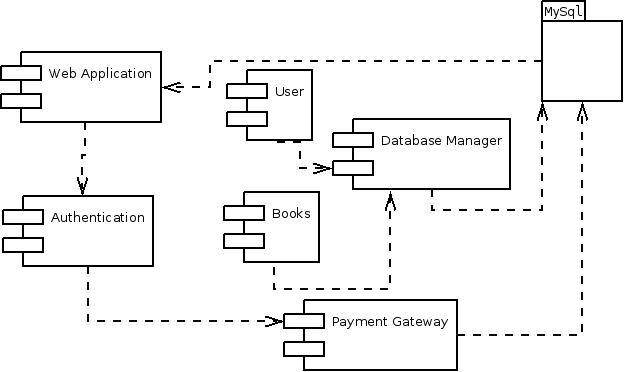 MySql
Web Application
User
Database Manager
Authentication
Books
Payment Gateway